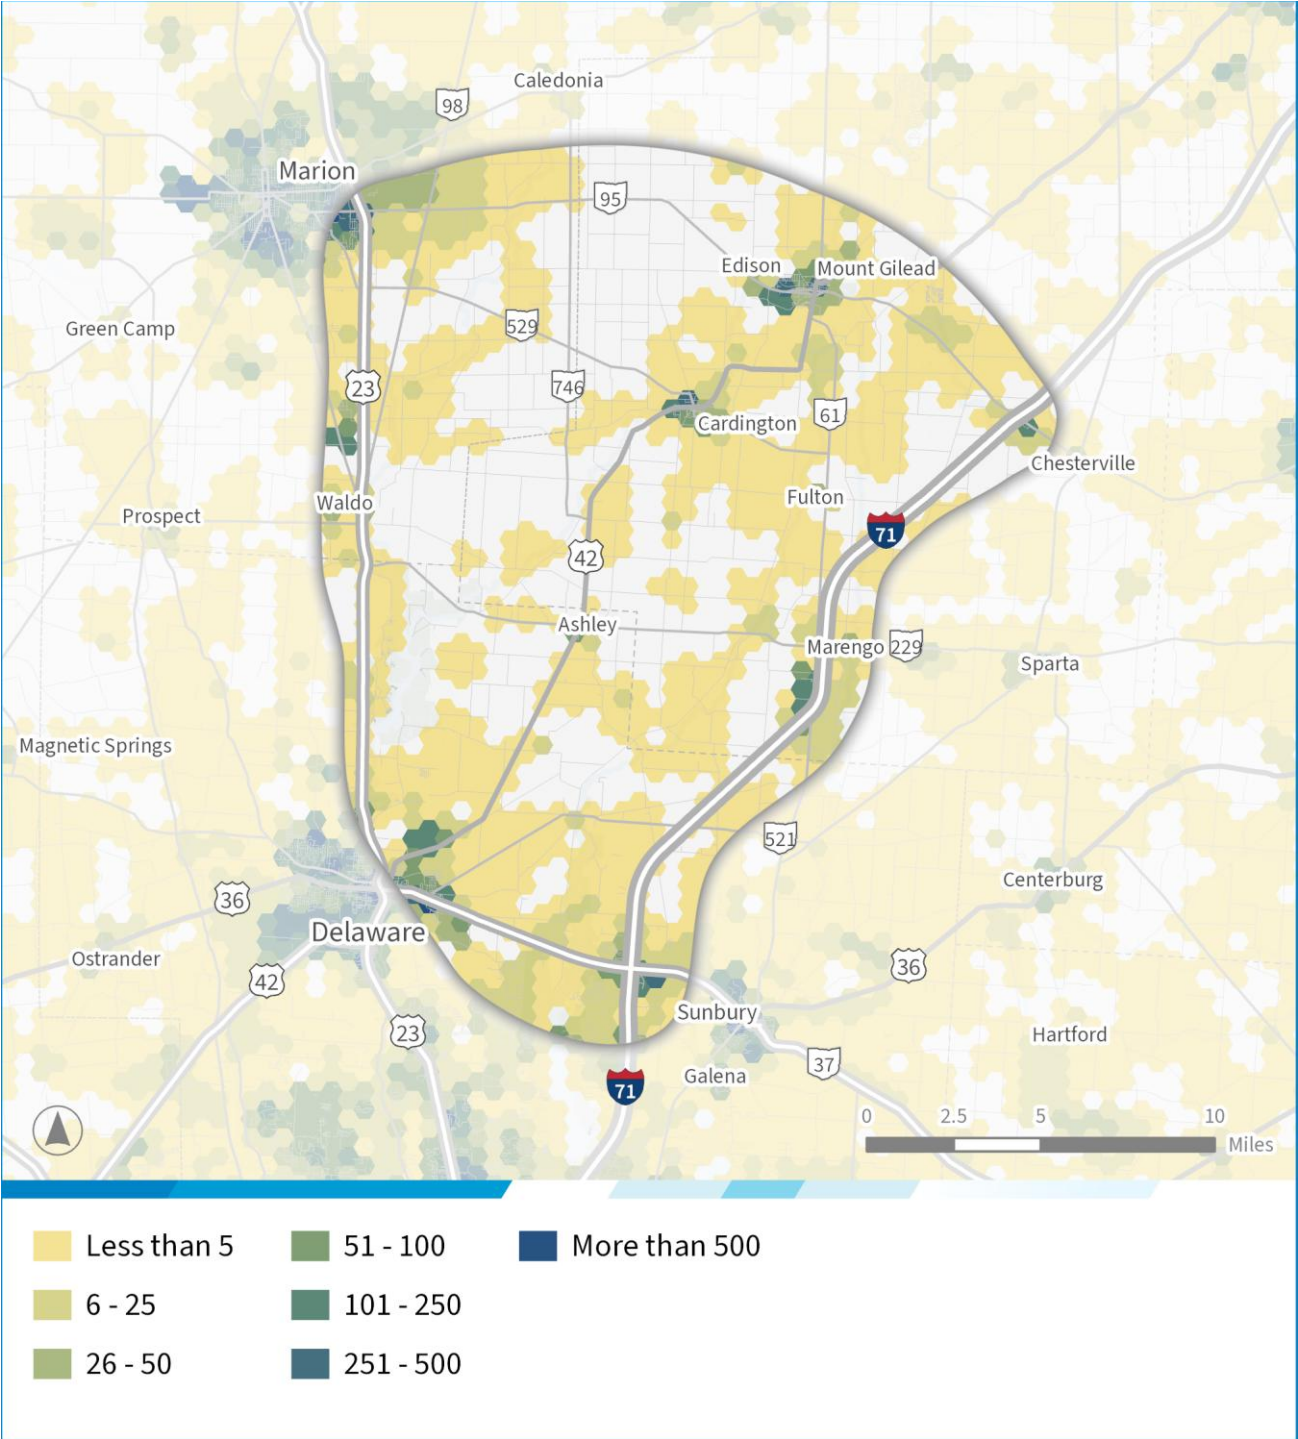 Caledonia
98
Marion
95
Edison
Mount Gilead
Green Camp
529
23
746
61
Cardington
Chesterville
Waldo
Fulton
Prospect
71
42
Ashley
Marengo
229
Sparta
Magnetic Springs
521
36
Centerburg
Delaware
Ostrander
42
36
Sunbury
23
Hartford
37
Galena
71
0 2.5 5 10
Miles
Less than 5
51 - 100
More than 500
6 - 25
101 - 250
26 - 50
251 - 500